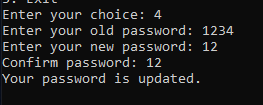 5. Exit
Enter your choice: 4
Enter your old password: 1234
Enter your new password: 12
Confirm password: 12
Your password is updated.